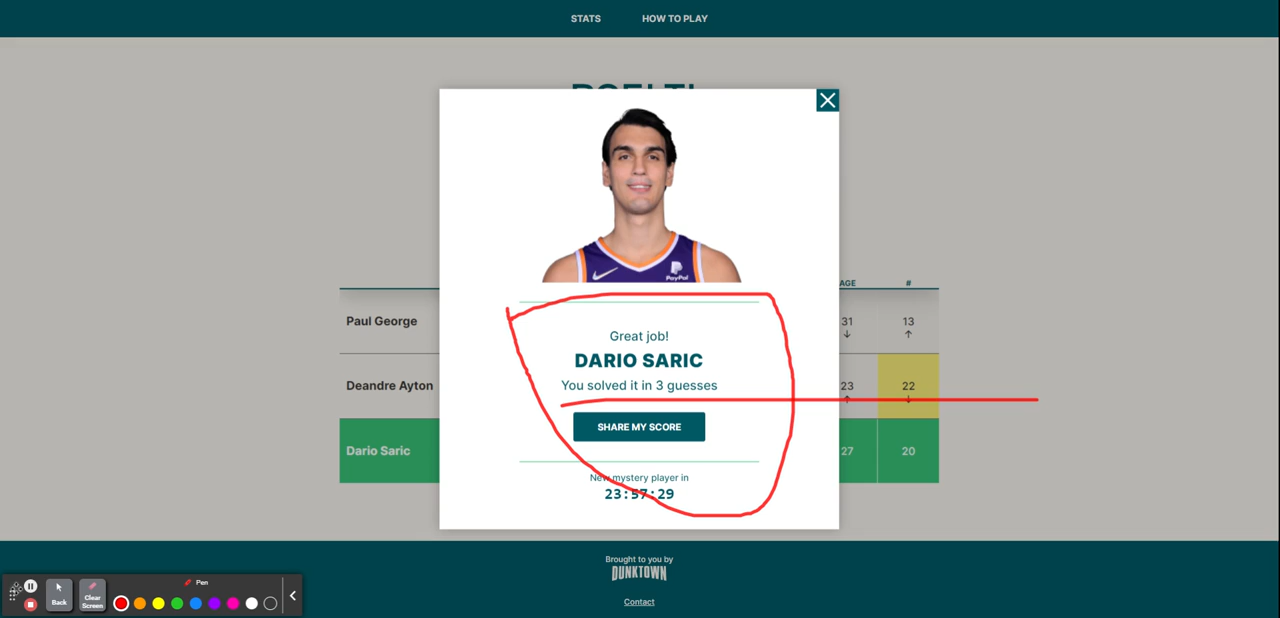 STATS HOW TO PLAY
AGE #
Paul George 31 13
↓ ↑
Deandre Ayton 23 22
↑ ↓
Dario Saric 27 20
PayPal
Great job!
DARIO SARIC
You solved it in 3 guesses
SHARE MY SCORE
New mystery player in
23:57:29
Brought to you by
DUNKTOWN
Contact
Pen
Back
Clear
Screen